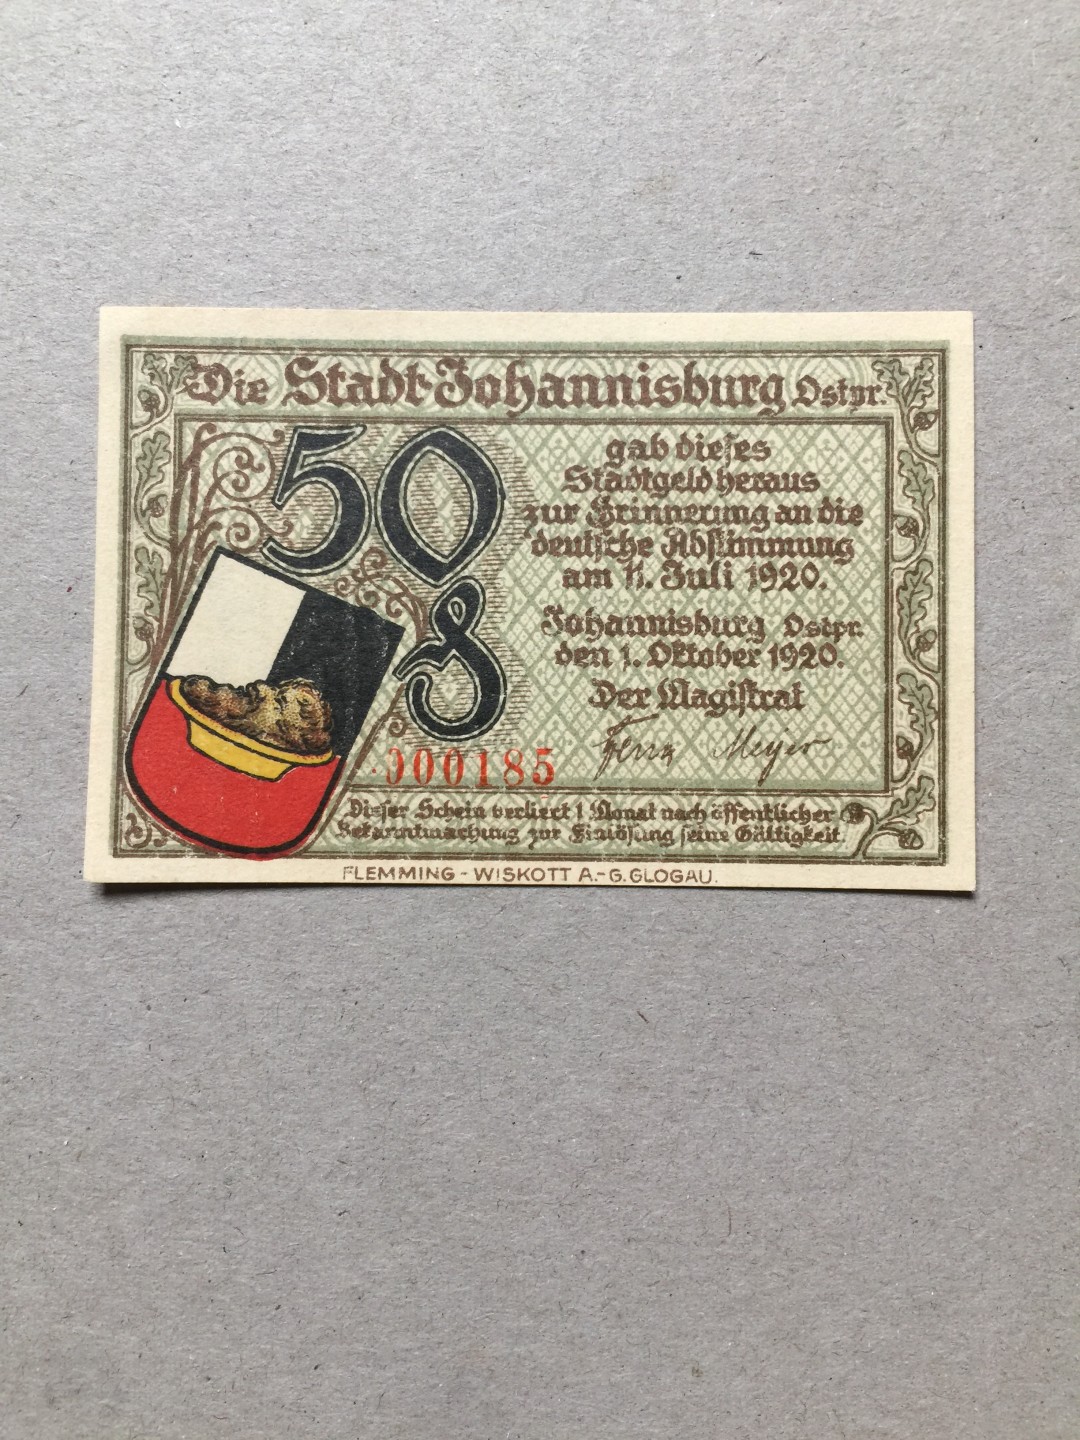 Die Stadt Johannisburg Ostpr.
50
₰
gab dieses
Stadtgeld heraus
zur Erinnerung an die
deutsche Abstimmung
am 11. Juli 1920.
Johannisburg Ostpr.
den 1. Oktober 1920.
Der Magistrat
Meyer
000185
Dieser Schein verliert 1 Monat nach öffentlicher
Bekanntmachung zur Einlösung seine Gültigkeit.
FLEMMING-WISKOTT A.-G. GLOGAU.